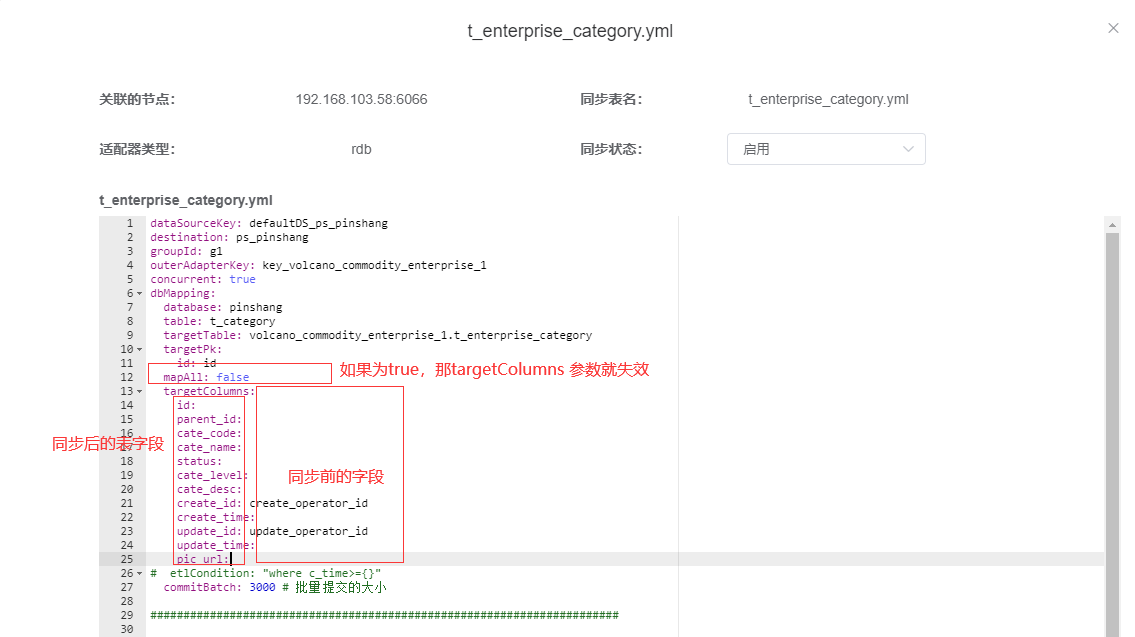 t_enterprise_category.yml
关联的节点： 192.168.103.58:6066 同步表名： t_enterprise_category.yml
适配器类型： rdb 同步状态： 启用
t_enterprise_category.yml
1 dataSourceKey: defaultDS_ps_pinshang
2 destination: ps_pinshang
3 groupId: g1
4 outerAdapterKey: key_volcano_commodity_enterprise_1
5 concurrent: true
6 dbMapping:
7 database: pinshang
8 table: t_category
9 targetTable: volcano_commodity_enterprise_1.t_enterprise_category
10 targetPk:
11 id: id
如果为true，那targetColumns 参数就失效
12 mapAll: false
13 targetColumns:
14 id:
15 parent_id:
16 cate_code:
同步后的表字段
17 cate_name:
18 status:
19 cate_level:
同步前的字段
20 cate_desc:
21 create_id: create_operator_id
22 create_time:
23 update_id: update_operator_id
24 update_time:
25 pic_url:
26 # etlCondition: "where c_time>={}"
27 commitBatch: 3000 # 批量提交的大小
28
29 #######################################################################
30